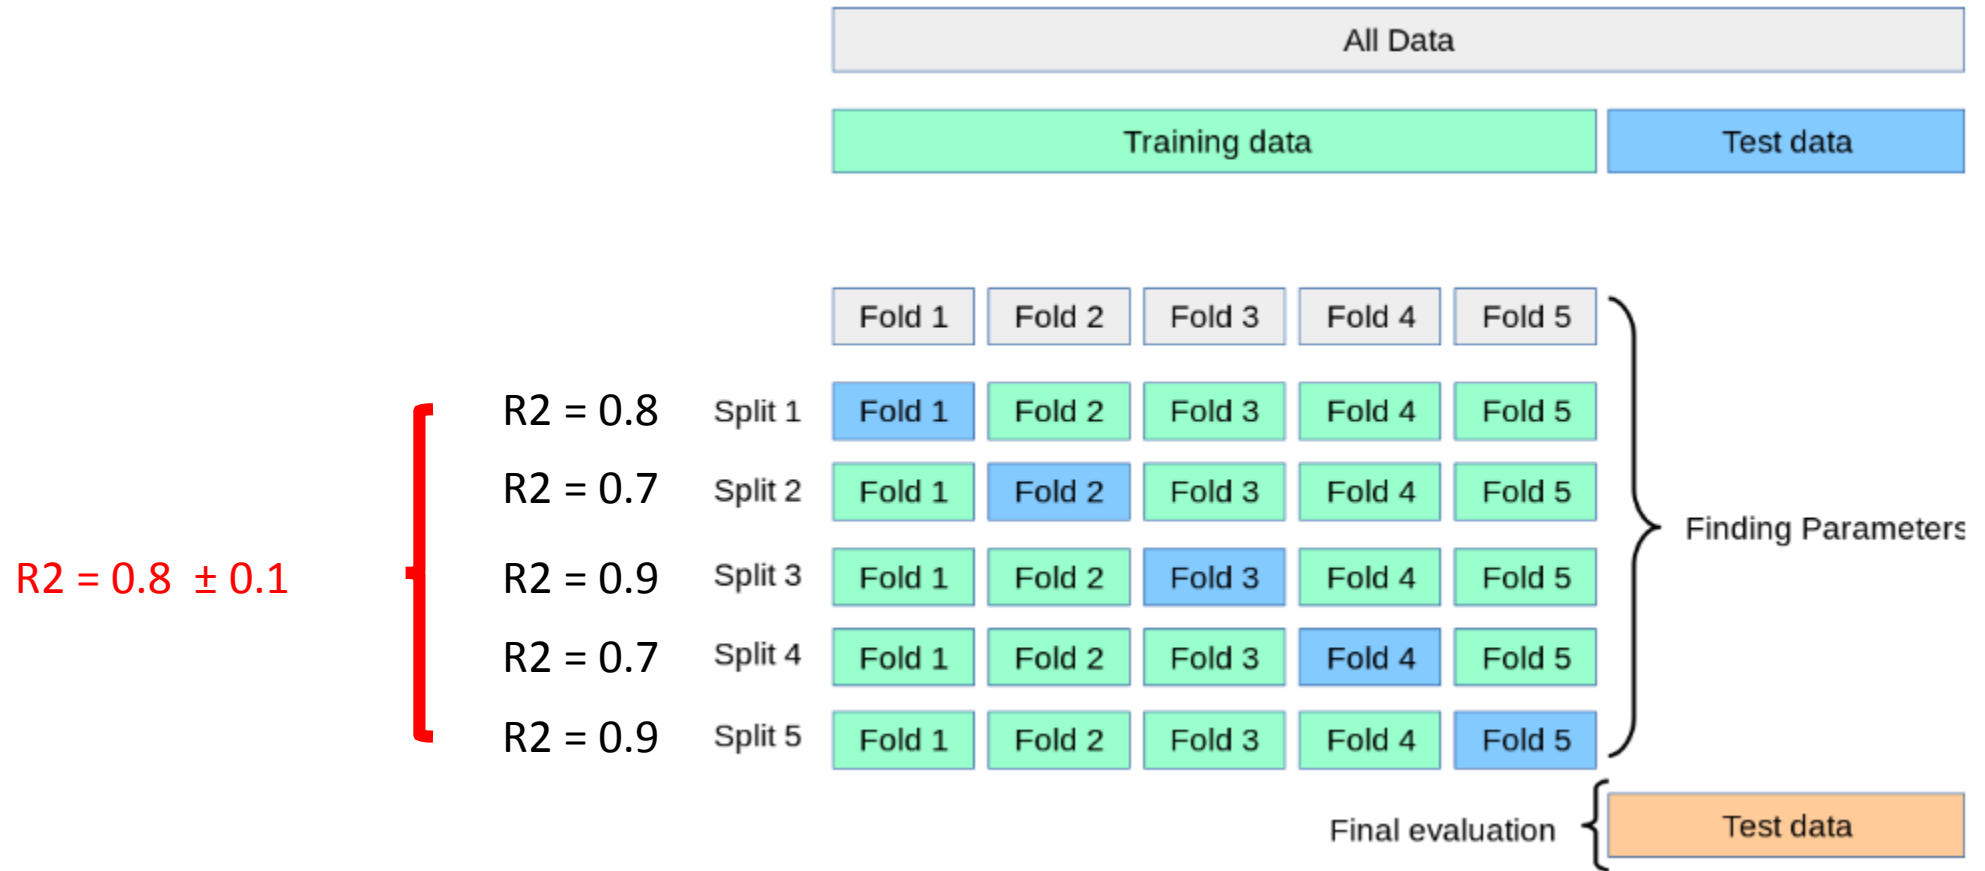 All Data
Training data Test data
Fold 1 Fold 2 Fold 3 Fold 4 Fold 5
R2 = 0.8 Split 1 Fold 1 Fold 2 Fold 3 Fold 4 Fold 5
R2 = 0.7 Split 2 Fold 1 Fold 2 Fold 3 Fold 4 Fold 5
Finding Parameters
R2 = 0.8 ± 0.1 R2 = 0.9 Split 3 Fold 1 Fold 2 Fold 3 Fold 4 Fold 5
R2 = 0.7 Split 4 Fold 1 Fold 2 Fold 3 Fold 4 Fold 5
R2 = 0.9 Split 5 Fold 1 Fold 2 Fold 3 Fold 4 Fold 5
Final evaluation Test data